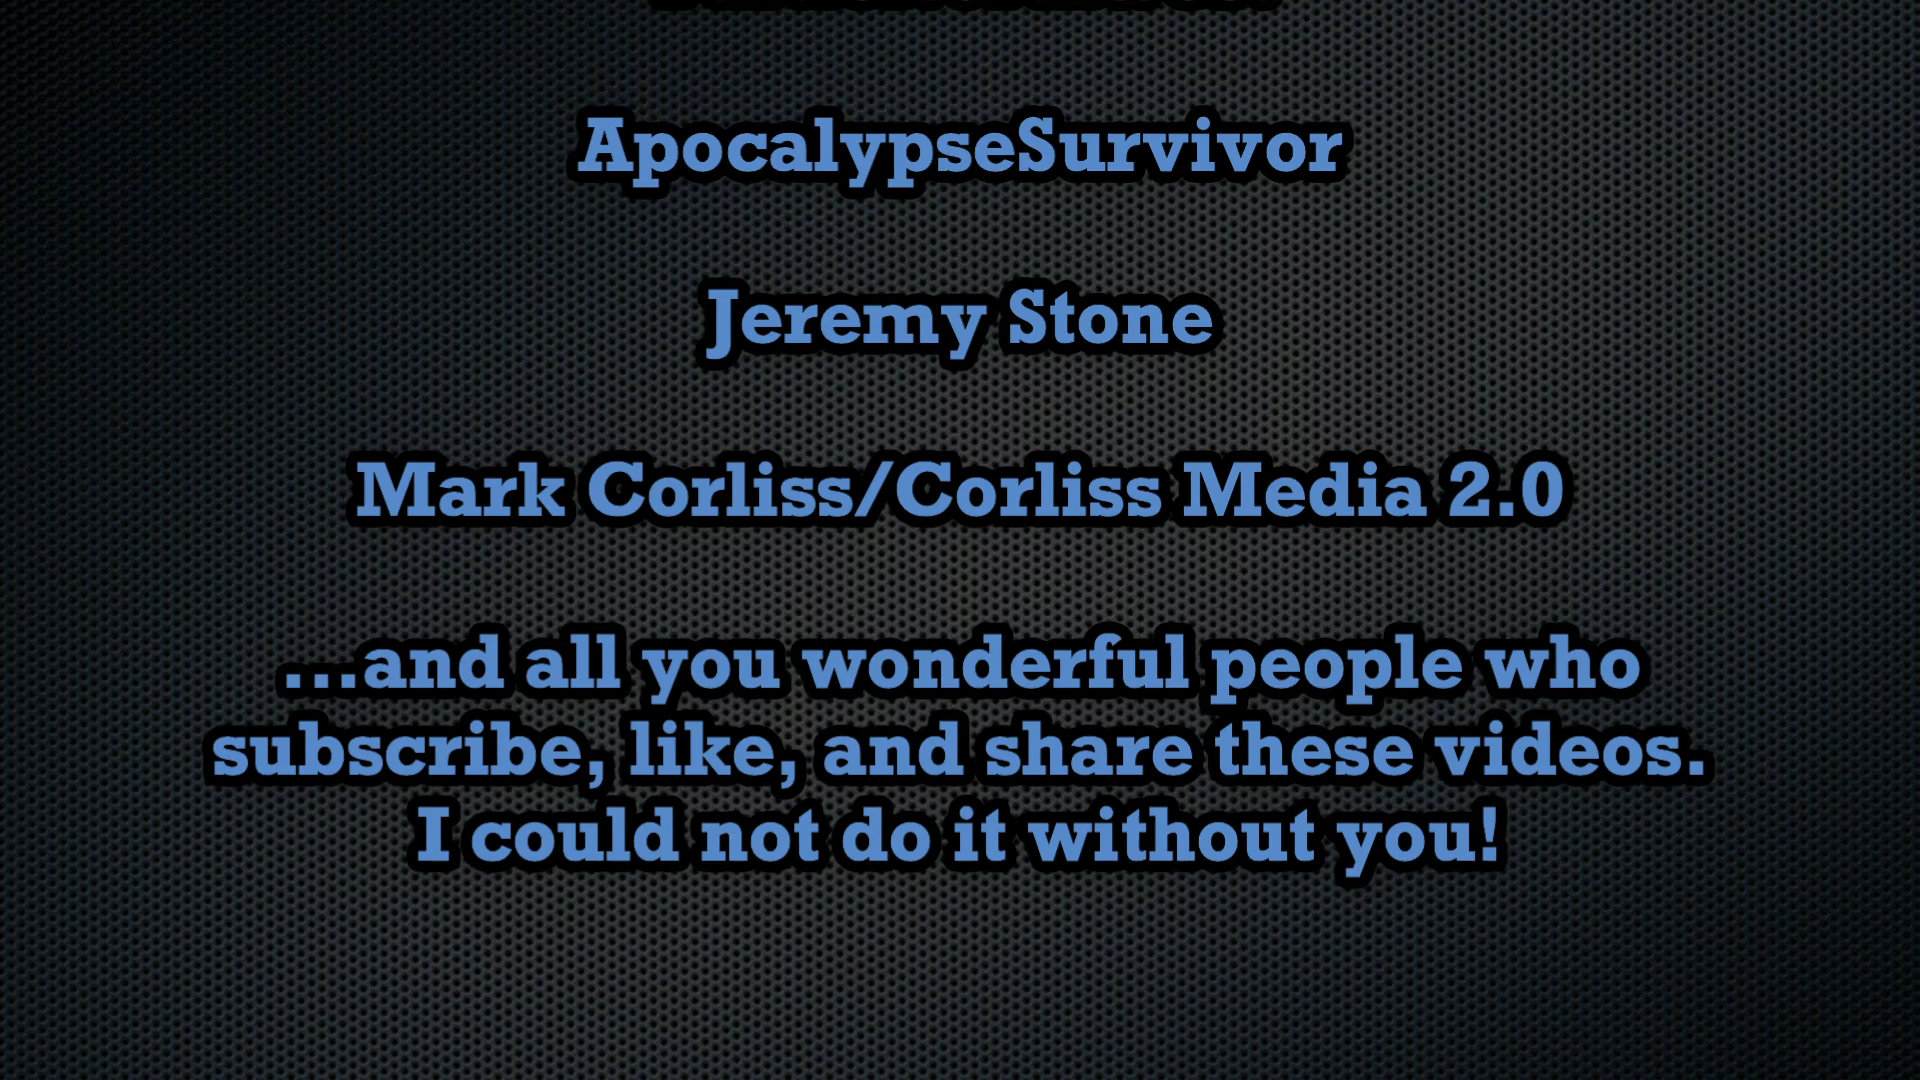 ApocalypseSurvivor
Jeremy Stone
Mark Corliss/Corliss Media 2.0
...and all you wonderful people who
subscribe, like, and share these videos.
I could not do it without you!